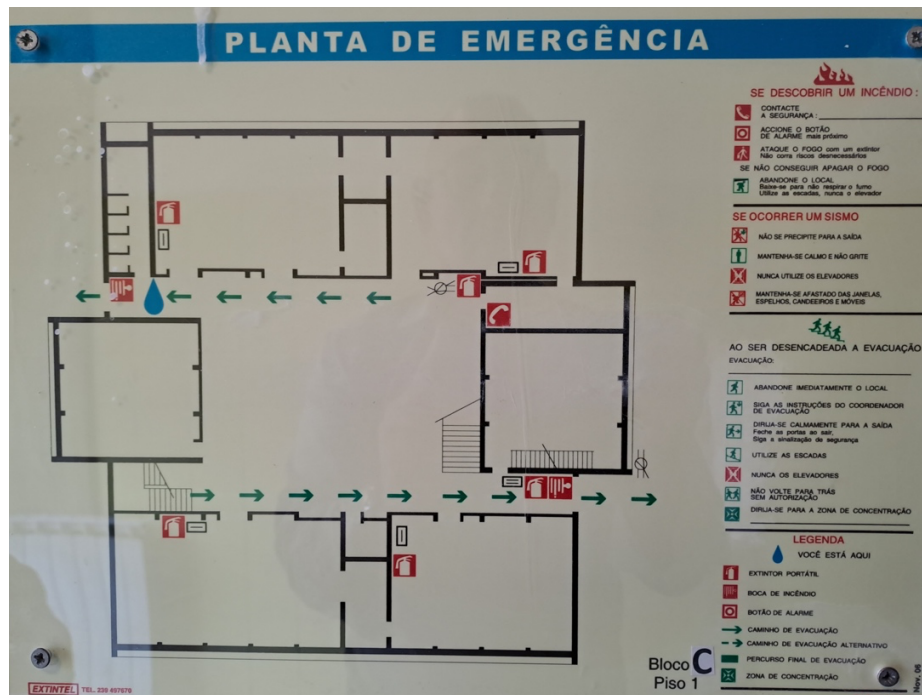 PLANTA DE EMERGÊNCIA
SE DESCOBRIR UM INCÊNDIO :
CONTACTE
A SEGURANÇA :
ACCIONE O BOTÃO
DE ALARME mais próximo
ATAQUE O FOGO com um extintor
Não corra riscos desnecessários
SE NÃO CONSEGUIR APAGAR O FOGO
ABANDONE O LOCAL
Baixe-se para não respirar o fumo
Utilize as escadas, nunca o elevador
SE OCORRER UM SISMO
NÃO SE PRECIPITE PARA A SAÍDA
MANTENHA-SE CALMO E NÃO GRITE
NUNCA UTILIZE OS ELEVADORES
MANTENHA-SE AFASTADO DAS JANELAS,
ESPELHOS, CANDEEIROS E MÓVEIS
AO SER DESENCADEADA A EVACUAÇÃO
EVACUAÇÃO:
ABANDONE IMEDIATAMENTE O LOCAL
SIGA AS INSTRUÇÕES DO COORDENADOR
DE EVACUAÇÃO
DIRIJA-SE CALMAMENTE PARA A SAÍDA
Feche as portas ao sair,
Siga a sinalização de segurança
UTILIZE AS ESCADAS
NUNCA OS ELEVADORES
NÃO VOLTE PARA TRÁS
SEM AUTORIZAÇÃO
DIRIJA-SE PARA A ZONA DE CONCENTRAÇÃO
LEGENDA
VOCÊ ESTÁ AQUI
EXTINTOR PORTÁTIL
BOCA DE INCÊNDIO
BOTÃO DE ALARME
CAMINHO DE EVACUAÇÃO
CAMINHO DE EVACUAÇÃO ALTERNATIVO
PERCURSO FINAL DE EVACUAÇÃO
ZONA DE CONCENTRAÇÃO
Bloco C
Piso 1
EXTINTEL TEL. 239 497676